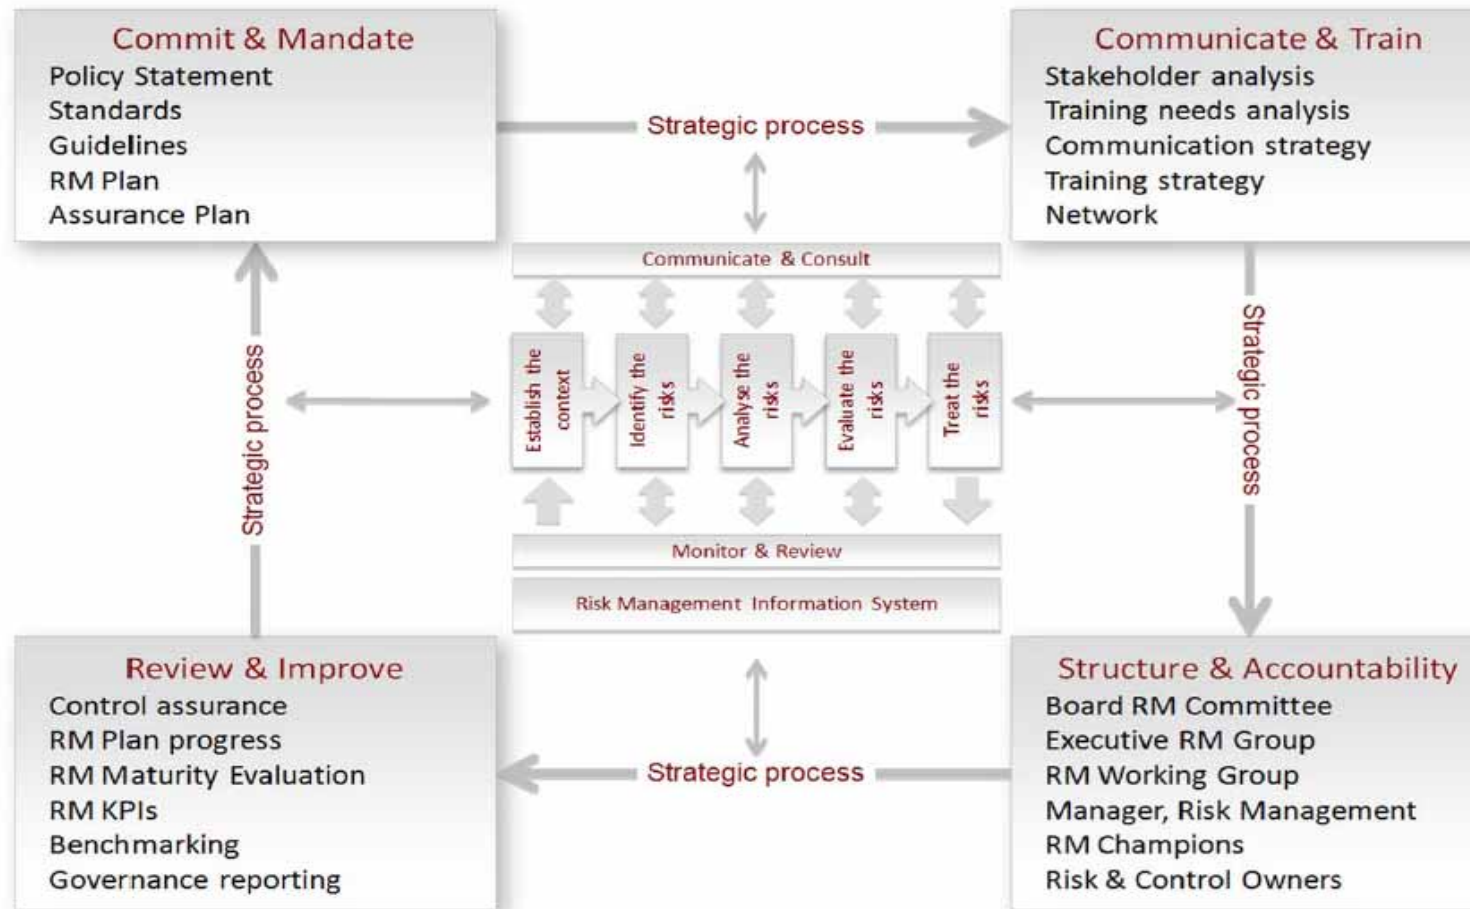 Commit & Mandate
Policy Statement
Standards
Guidelines
RM Plan
Assurance Plan
Strategic process
Communicate & Train
Stakeholder analysis
Training needs analysis
Communication strategy
Training strategy
Network
Communicate & Consult
Strategic process
Establish the
context
Identify the
risks
Analyse the
risks
Evaluate the
risks
Treat the
risks
Strategic process
Monitor & Review
Risk Management Information System
Review & Improve
Control assurance
RM Plan progress
RM Maturity Evaluation
RM KPIs
Benchmarking
Governance reporting
Strategic process
Structure & Accountability
Board RM Committee
Executive RM Group
RM Working Group
Manager, Risk Management
RM Champions
Risk & Control Owners